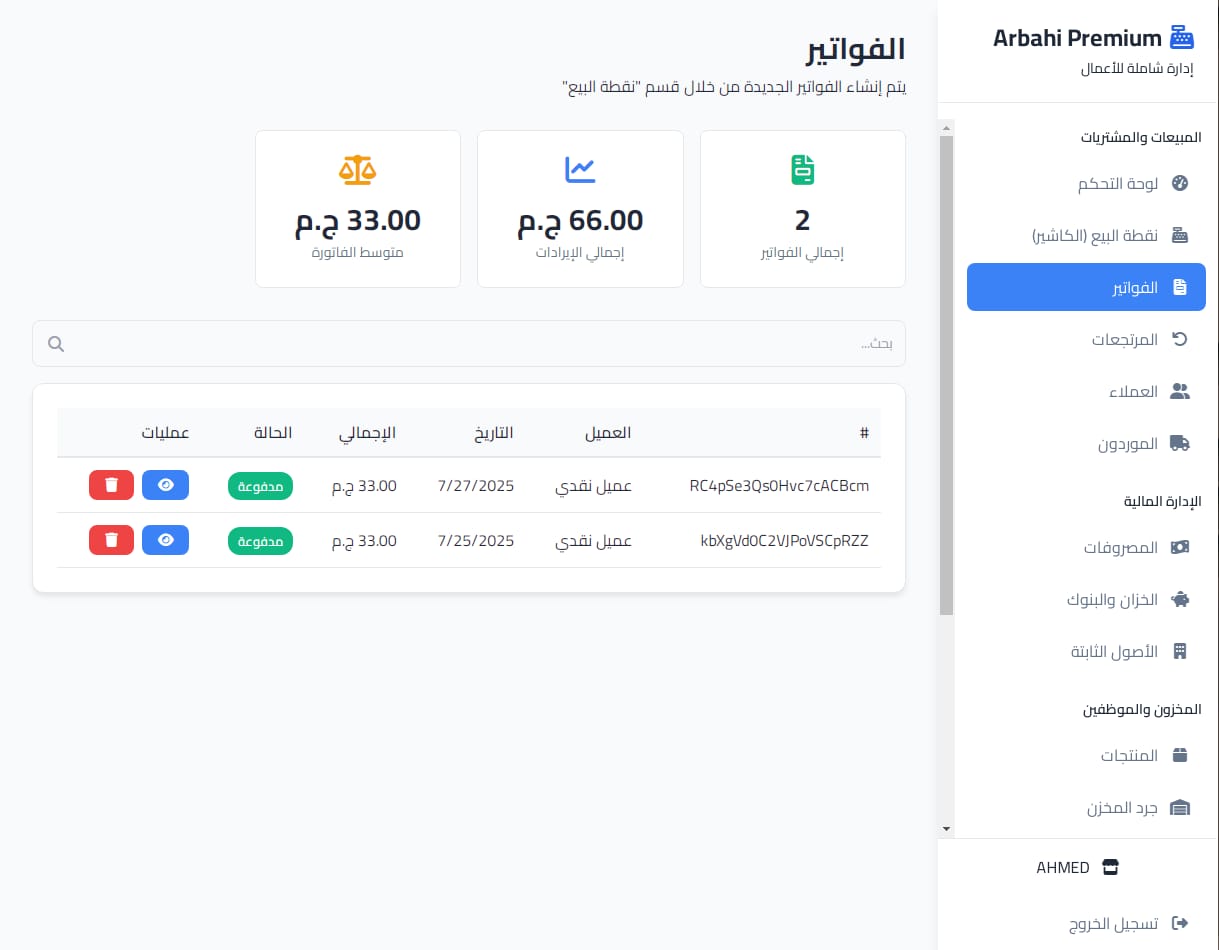 Arbahi Premium
إدارة شاملة للأعمال
المبيعات والمشتريات
لوحة التحكم
نقطة البيع (الكاشير)
الفواتير
المرتجعات
العملاء
الموردون
الإدارة المالية
المصروفات
الخزان والبنوك
الأصول الثابتة
المخزون والموظفين
المنتجات
جرد المخزن
AHMED
تسجيل الخروج
الفواتير
يتم إنشاء الفواتير الجديدة من خلال قسم "نقطة البيع"
2
إجمالي الفواتير
66.00 ج.م
إجمالي الإيرادات
33.00 ج.م
متوسط الفاتورة
بحث...
# العميل التاريخ الإجمالي الحالة عمليات
RC4pSe3Qs0Hvc7cACBcm عميل نقدي 7/27/2025 33.00 ج.م مدفوعة
kbXgVd0C2VJPoVSCpRZZ عميل نقدي 7/25/2025 33.00 ج.م مدفوعة